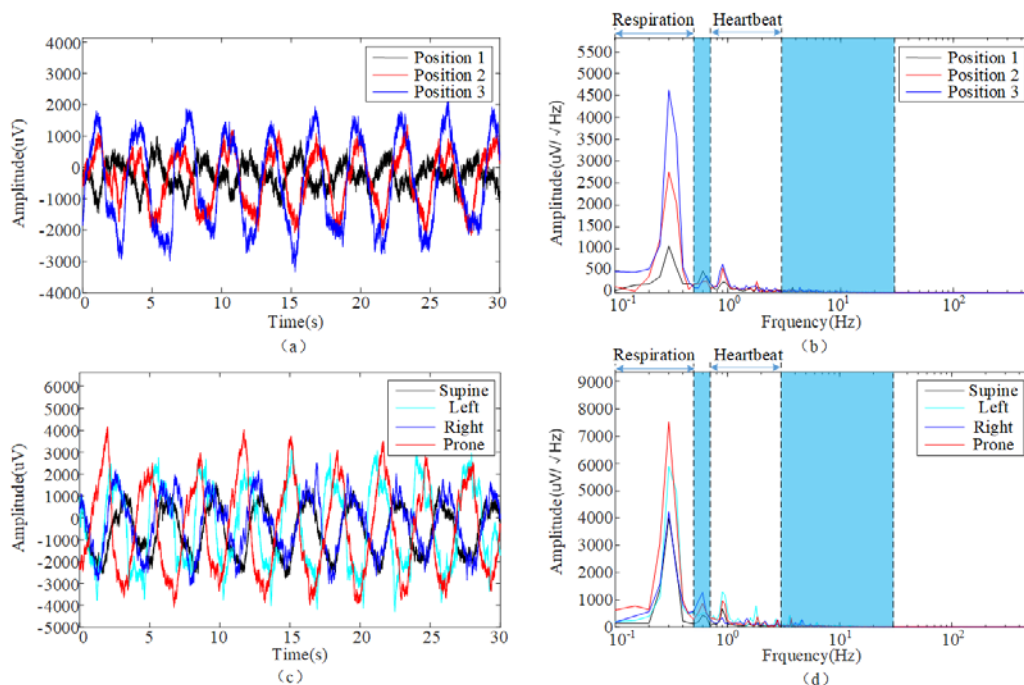 Respiration Heartbeat
4000
3000
2000
1000
0
-1000
-2000
-3000
-4000
Amplitude(uV)
Position 1
Position 2
Position 3
0 5 10 15 20 25 30
Time(s)
（a）
5500
5000
4500
4000
3500
3000
2500
2000
1500
1000
500
0
Amplitude(uV/√Hz)
Position 1
Position 2
Position 3
10-1 100 101 102
Frquency(Hz)
（b）
Respiration Heartbeat
6000
5000
4000
3000
2000
1000
0
-1000
-2000
-3000
-4000
-5000
Amplitude(uV)
Supine
Left
Right
Prone
0 5 10 15 20 25 30
Time(s)
（c）
9000
8000
7000
6000
5000
4000
3000
2000
1000
0
Amplitude(uV/√Hz)
Supine
Left
Right
Prone
10-1 100 101 102
Frquency(Hz)
（d）